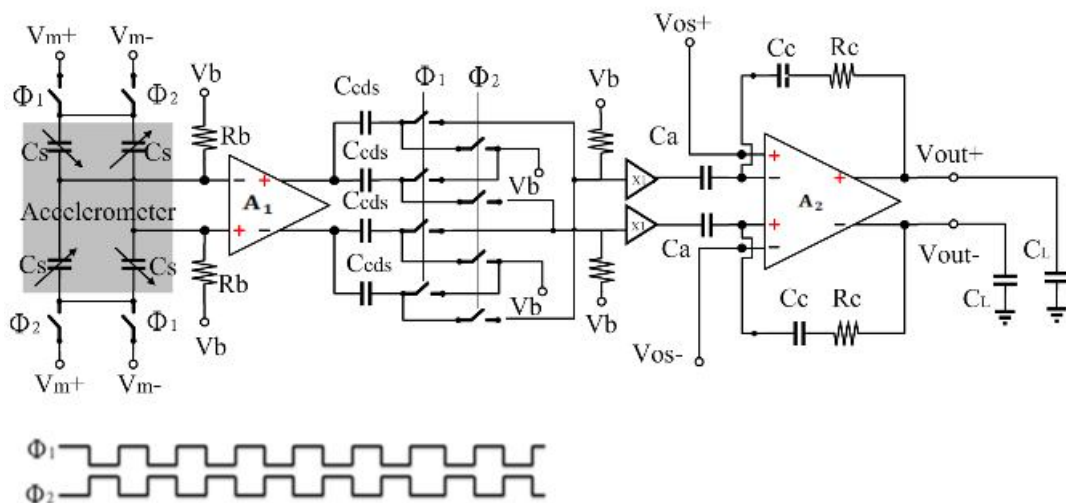 Vm+ Vm-
Φ1 Φ2
Cs Cs
Accelerometer
Cs Cs
Φ2 Φ1
Vm+ Vm-
Vb
Rb
− +
A1
+ −
Rb
Vb
Φ1 Φ2
Ccds
Ccds
Ccds
Ccds
Vb
Vb
Vb
X1
X1
Vb
Ca
Ca
Vos+
Cc Rc
+
− +
A2
+ −
−
Vout+
Vout-
CL
CL
Cc Rc
Vos-
Φ1
Φ2